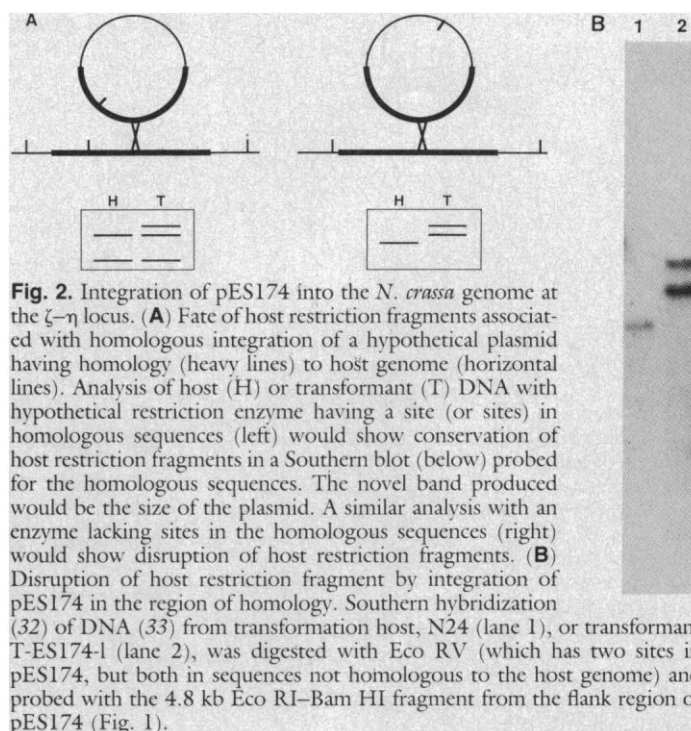 A
B 1 2
H T
H T
Fig. 2. Integration of pES174 into the N. crassa genome at
the ζ–η locus. (A) Fate of host restriction fragments associat-
ed with homologous integration of a hypothetical plasmid
having homology (heavy lines) to host genome (horizontal
lines). Analysis of host (H) or transformant (T) DNA with
hypothetical restriction enzyme having a site (or sites) in
homologous sequences (left) would show conservation of
host restriction fragments in a Southern blot (below) probed
for the homologous sequences. The novel band produced
would be the size of the plasmid. A similar analysis with an
enzyme lacking sites in the homologous sequences (right)
would show disruption of host restriction fragments. (B)
Disruption of host restriction fragment by integration of
pES174 in the region of homology. Southern hybridization
(32) of DNA (33) from transformation host, N24 (lane 1), or transforman
T-ES174-1 (lane 2), was digested with Eco RV (which has two sites i
pES174, but both in sequences not homologous to the host genome) and
probed with the 4.8 kb Eco RI–Bam HI fragment from the flank region o
pES174 (Fig. 1).